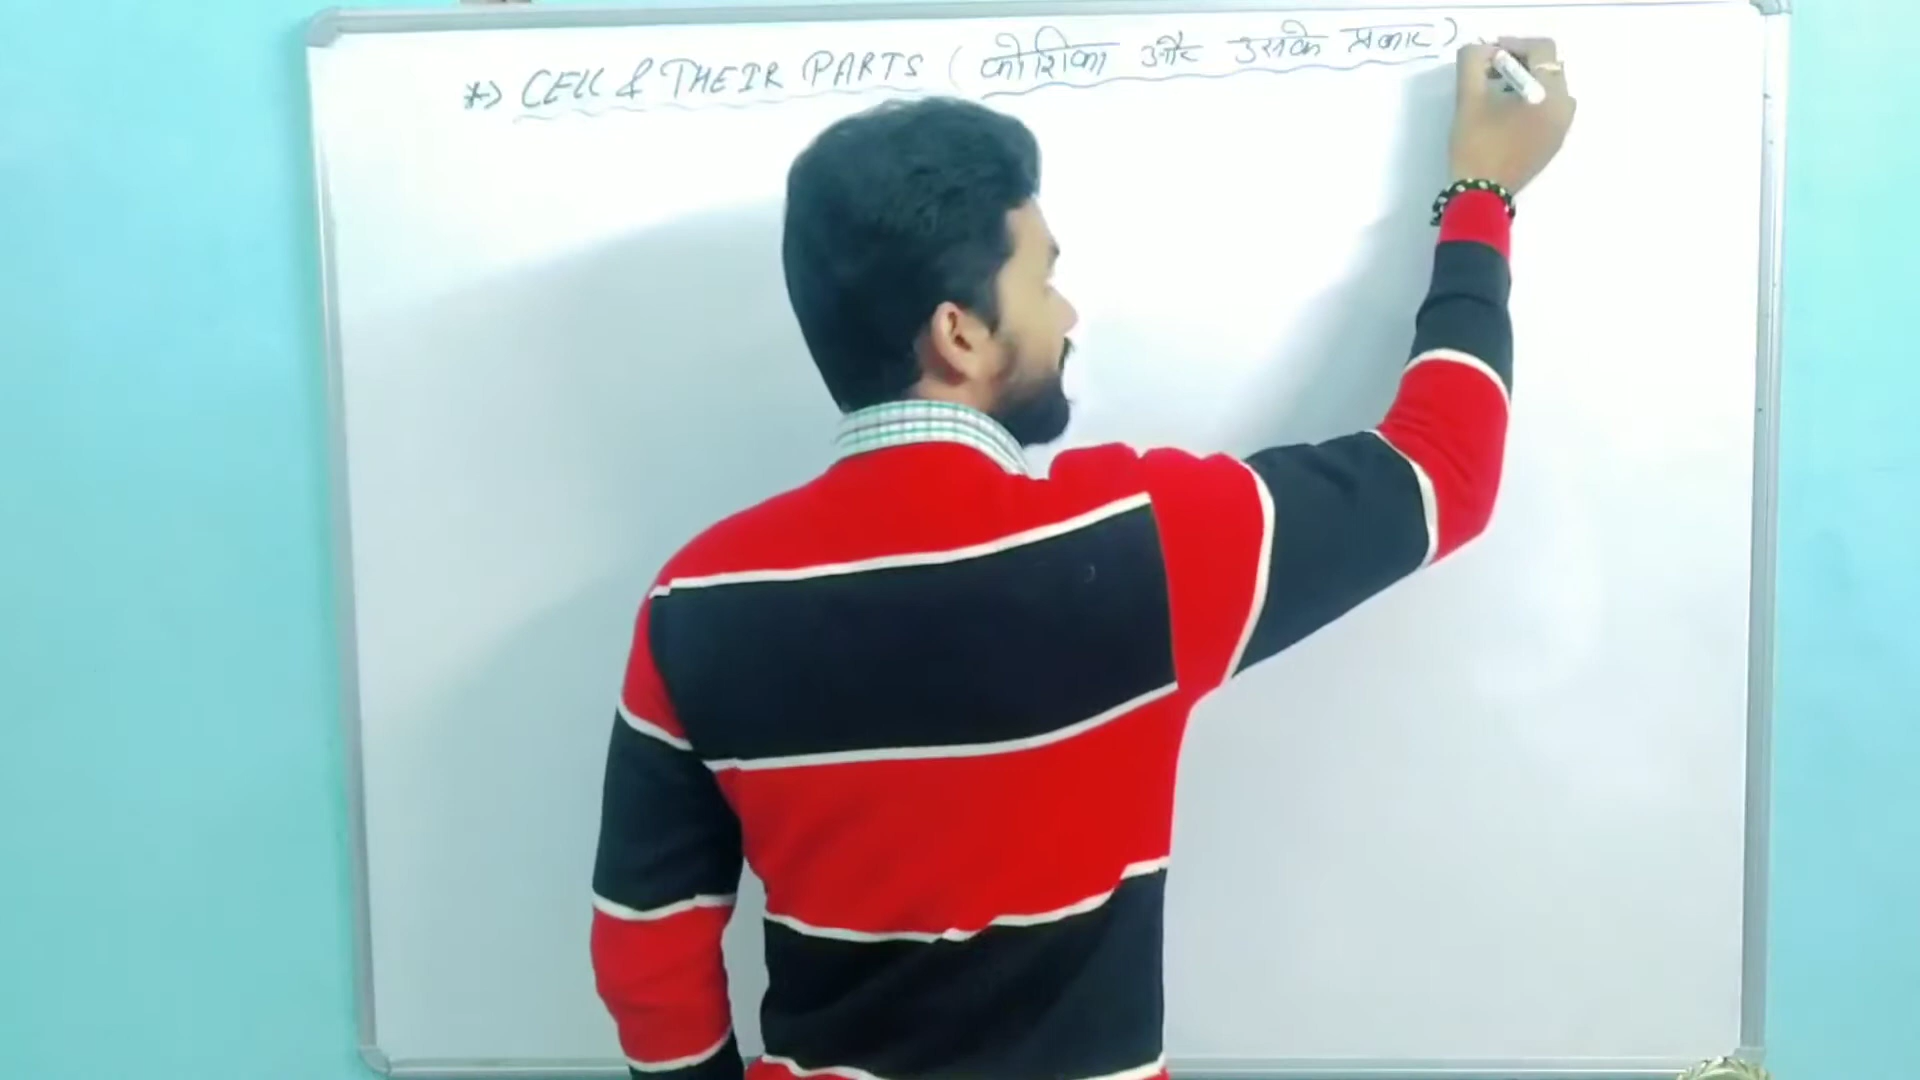 *→ CELL & THEIR PARTS (कोशिका और उसके प्रकार)